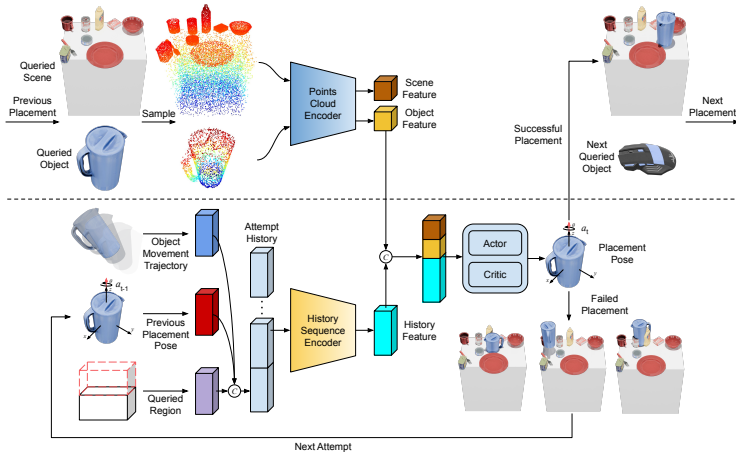 Queried
Scene
Previous
Placement
Sample
Queried
Object
Points
Cloud
Encoder
Scene
Feature
Object
Feature
Successful
Placement
Next
Queried
Object
Next
Placement
Object
Movement
Trajectory
Attempt
History
a t-1
x
y
Previous
Placement
Pose
Queried
Region
C
History
Sequence
Encoder
History
Feature
C
Actor
Critic
a t
z
x
y
Placement
Pose
Failed
Placement
Next Attempt